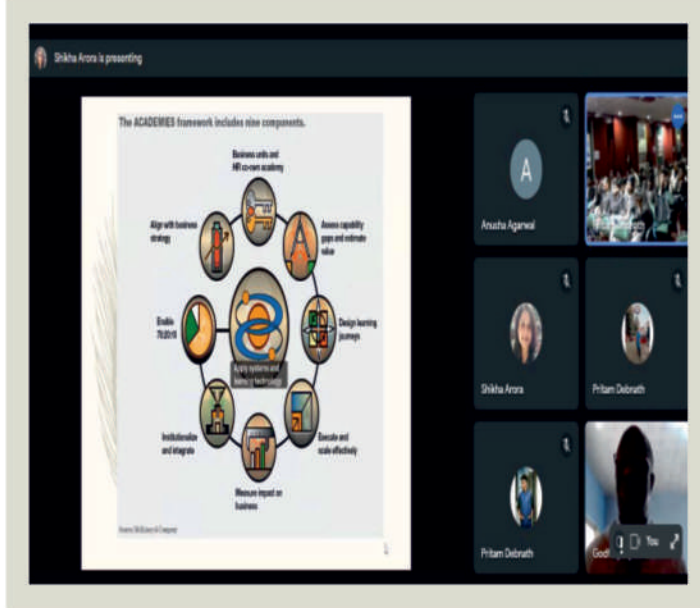 Shikha Arora is presenting
The ACADEMIES framework includes nine components.
Business units and
HR co-own academy
Align with business
strategy
Assess capability
gaps and estimate
value
Enable
70:20:10
Design learning
journeys
Apply systems and
learning technology
Institutionalize
and integrate
Execute and
scale effectively
Measure impact on
business
Source: McKinsey & Company
A
Anusha Agarwal
Shikha Arora
Pritam Debnath
Pritam Debnath
You